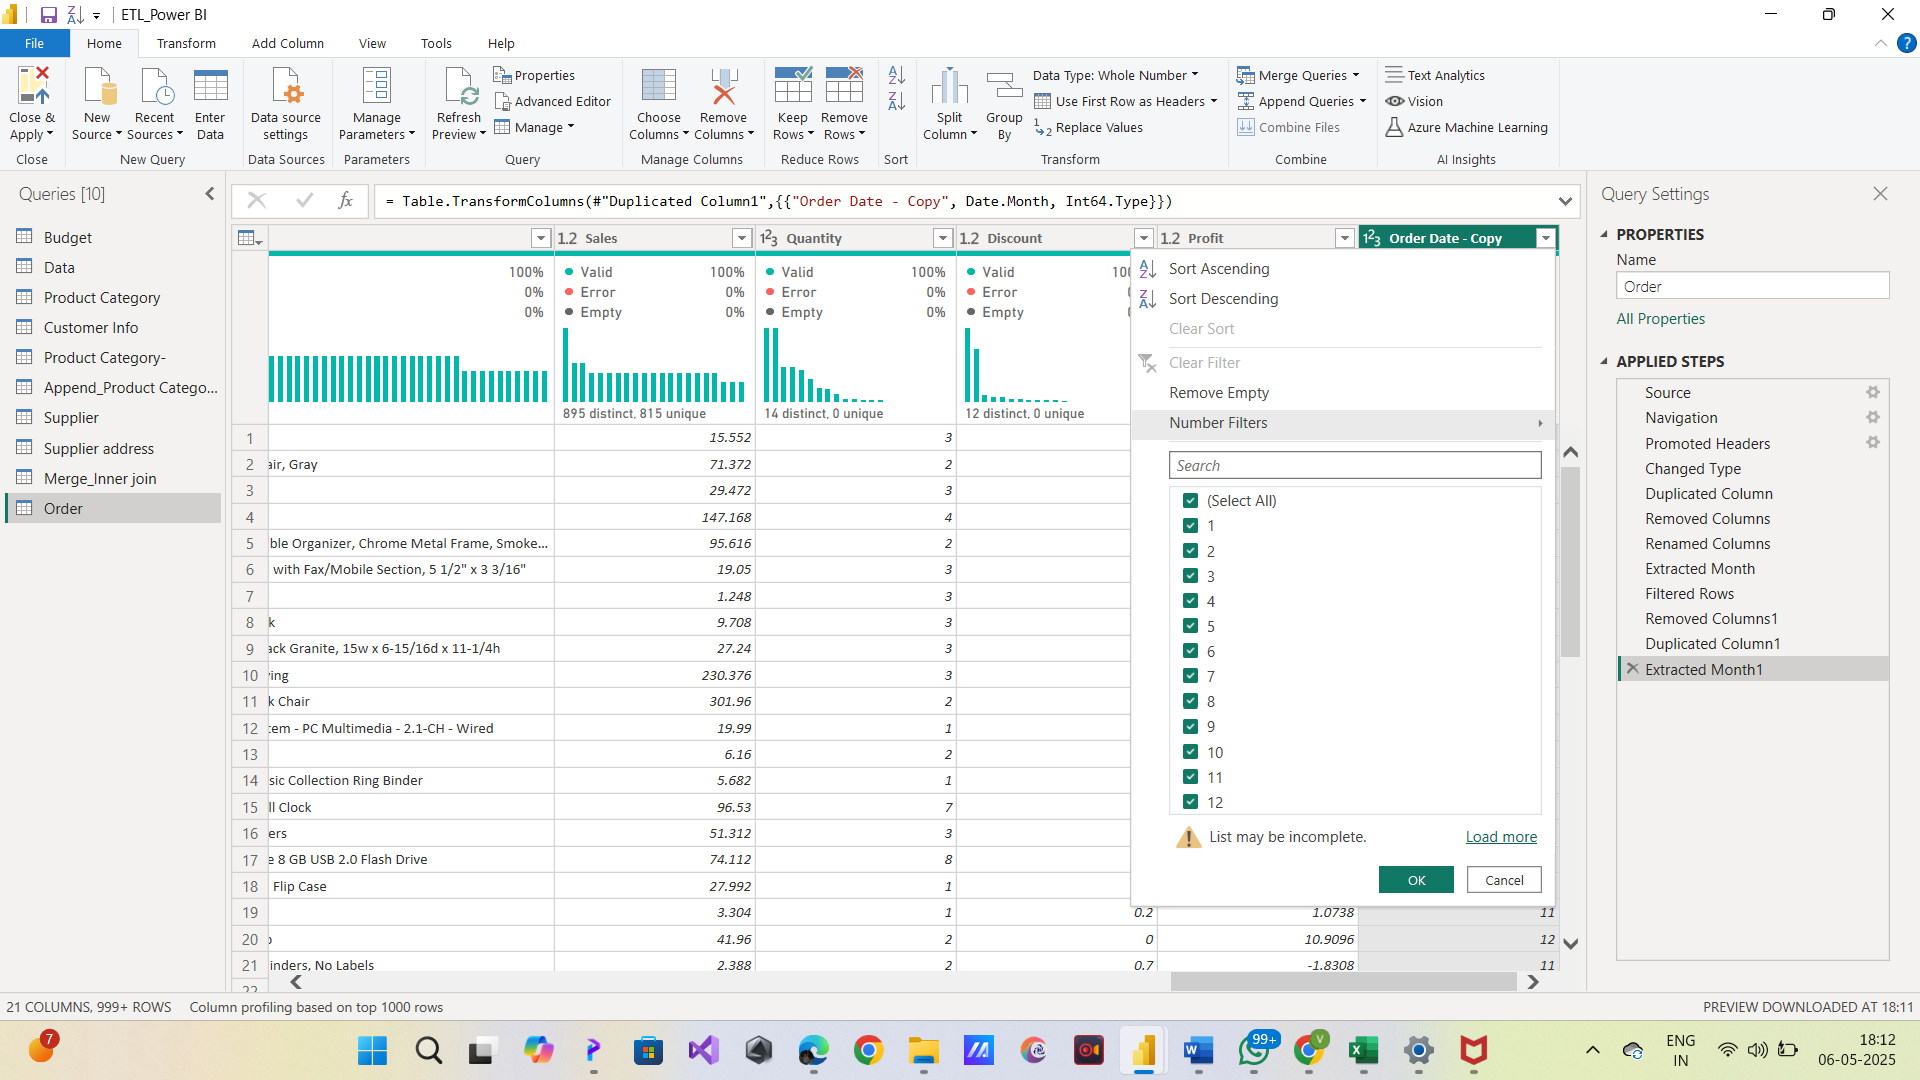 ETL_Power BI
File Home Transform Add Column View Tools Help
Close & Apply
New Source
Recent Sources
Enter Data
Data source settings
Manage Parameters
Refresh Preview
Properties
Advanced Editor
Manage
Choose Columns
Remove Columns
Keep Rows
Remove Rows
Split Column
Group By
Data Type: Whole Number
Use First Row as Headers
Replace Values
Merge Queries
Append Queries
Combine Files
Text Analytics
Vision
Azure Machine Learning
Close New Query Data Sources Parameters Query Manage Columns Reduce Rows Sort Transform Combine AI Insights
Queries [10]
Budget
Data
Product Category
Customer Info
Product Category-
Append_Product Catego...
Supplier
Supplier address
Merge_Inner join
Order
fx = Table.TransformColumns(#"Duplicated Column1",{{"Order Date - Copy", Date.Month, Int64.Type}})
1.2 Sales 123 Quantity 1.2 Discount 1.2 Profit 123 Order Date - Copy
100% Valid 100% Valid 100% Valid 10
0% Error 0% Error 0% Error
0% Empty 0% Empty 0% Empty
895 distinct, 815 unique 14 distinct, 0 unique 12 distinct, 0 unique
1 15.552 3
2 air, Gray 71.372 2
3 29.472 3
4 147.168 4
5 ble Organizer, Chrome Metal Frame, Smoke... 95.616 2
6 with Fax/Mobile Section, 5 1/2" x 3 3/16" 19.05 3
7 1.248 3
8 k 9.708 3
9 ack Granite, 15w x 6-15/16d x 11-1/4h 27.24 3
10 ving 230.376 3
11 k Chair 301.96 2
12 tem - PC Multimedia - 2.1-CH - Wired 19.99 1
13 6.16 2
14 sic Collection Ring Binder 5.682 1
15 ll Clock 96.53 7
16 ers 51.312 3
17 e 8 GB USB 2.0 Flash Drive 74.112 8
18 Flip Case 27.992 1
19 3.304 1 0.2 1.0738 11
20 41.96 2 0 10.9096 12
21 inders, No Labels 2.388 2 0.7 -1.8308 11
22
Sort Ascending
Sort Descending
Clear Sort
Clear Filter
Remove Empty
Number Filters
Search
(Select All)
1
2
3
4
5
6
7
8
9
10
11
12
List may be incomplete. Load more
OK Cancel
Query Settings
PROPERTIES
Name
Order
All Properties
APPLIED STEPS
Source
Navigation
Promoted Headers
Changed Type
Duplicated Column
Removed Columns
Renamed Columns
Extracted Month
Filtered Rows
Removed Columns1
Duplicated Column1
Extracted Month1
21 COLUMNS, 999+ ROWS Column profiling based on top 1000 rows PREVIEW DOWNLOADED AT 18:11
7
99+
V
ENG
IN
18:12
06-05-2025